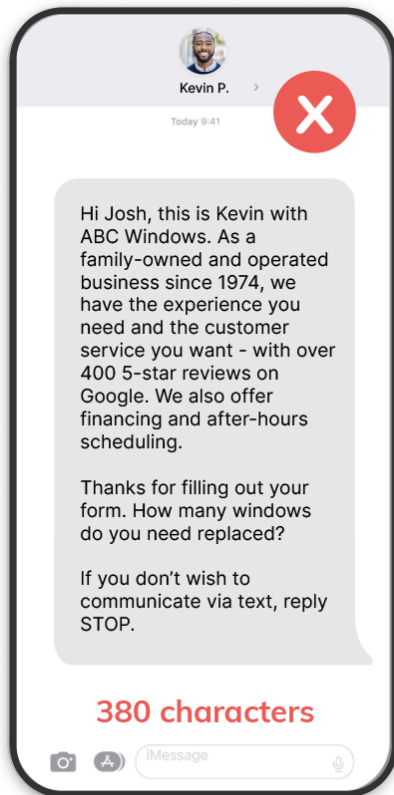 Kevin P.
Today 9:41
Hi Josh, this is Kevin with
ABC Windows. As a
family-owned and operated
business since 1974, we
have the experience you
need and the customer
service you want - with over
400 5-star reviews on
Google. We also offer
financing and after-hours
scheduling.
Thanks for filling out your
form. How many windows
do you need replaced?
If you don’t wish to
communicate via text, reply
STOP.
380 characters
iMessage